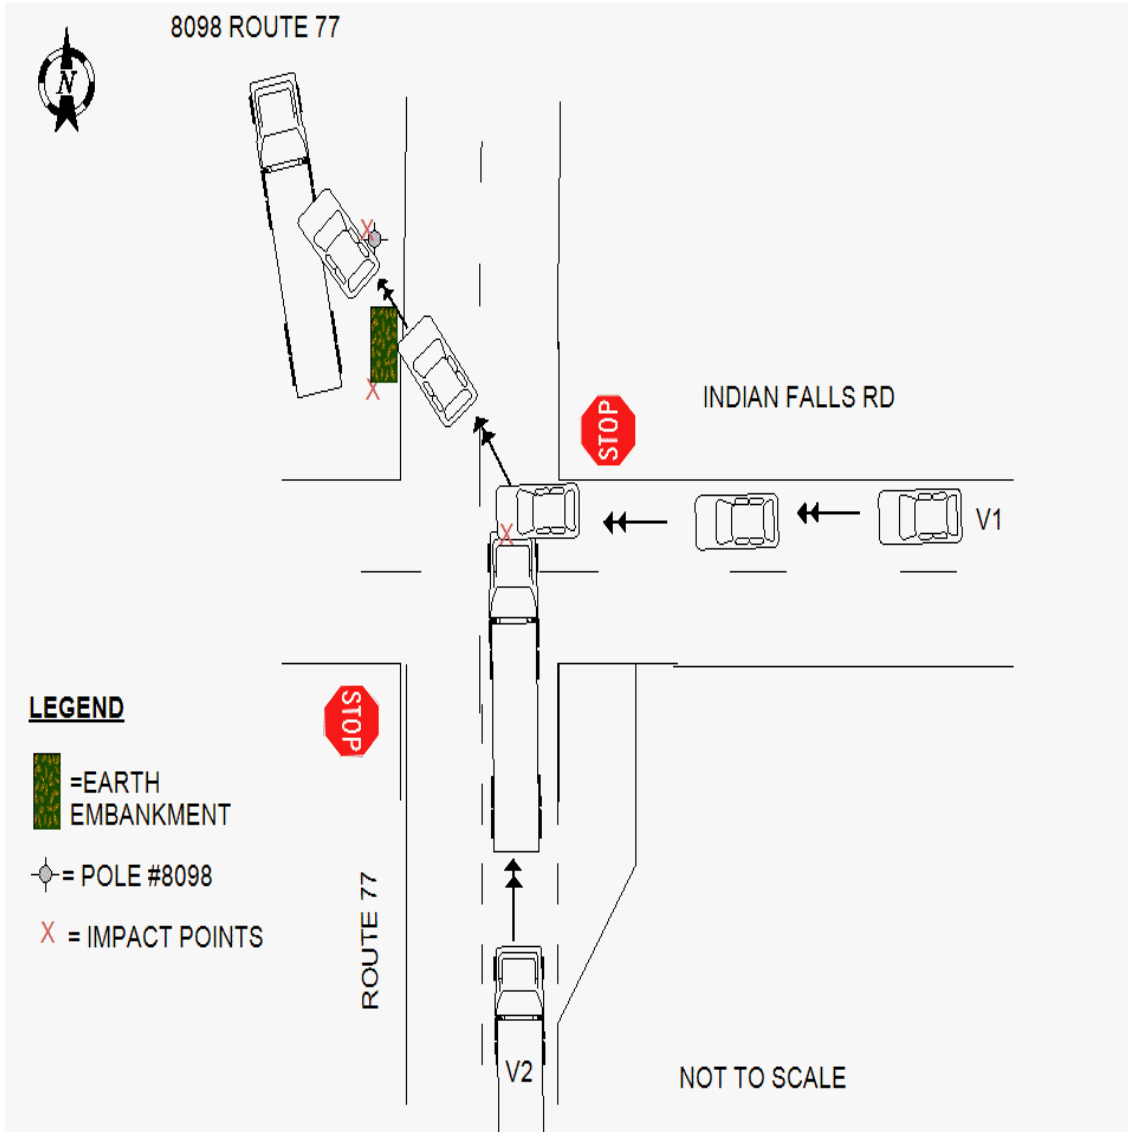 8098 ROUTE 77
N
INDIAN FALLS RD
STOP
V1
STOP
LEGEND
=EARTH
EMBANKMENT
= POLE #8098
X = IMPACT POINTS
ROUTE 77
V2
NOT TO SCALE